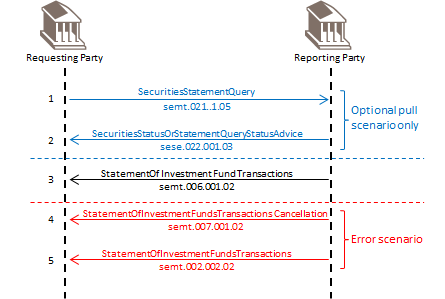 Requesting Party
Reporting Party
1
SecuritiesStatementQuery
semt.021.1.05
Optional pull
scenario only
2
SecuritiesStatusOrStatementQueryStatusAdvice
sese.022.001.03
3
StatementOf Investment Fund Transactions
semt.006.001.02
4
StatementOfInvestmentFundsTransactions Cancellation
semt.007.001.02
Error scenario
5
StatementOfInvestmentFundsTransactions
semt.002.002.02